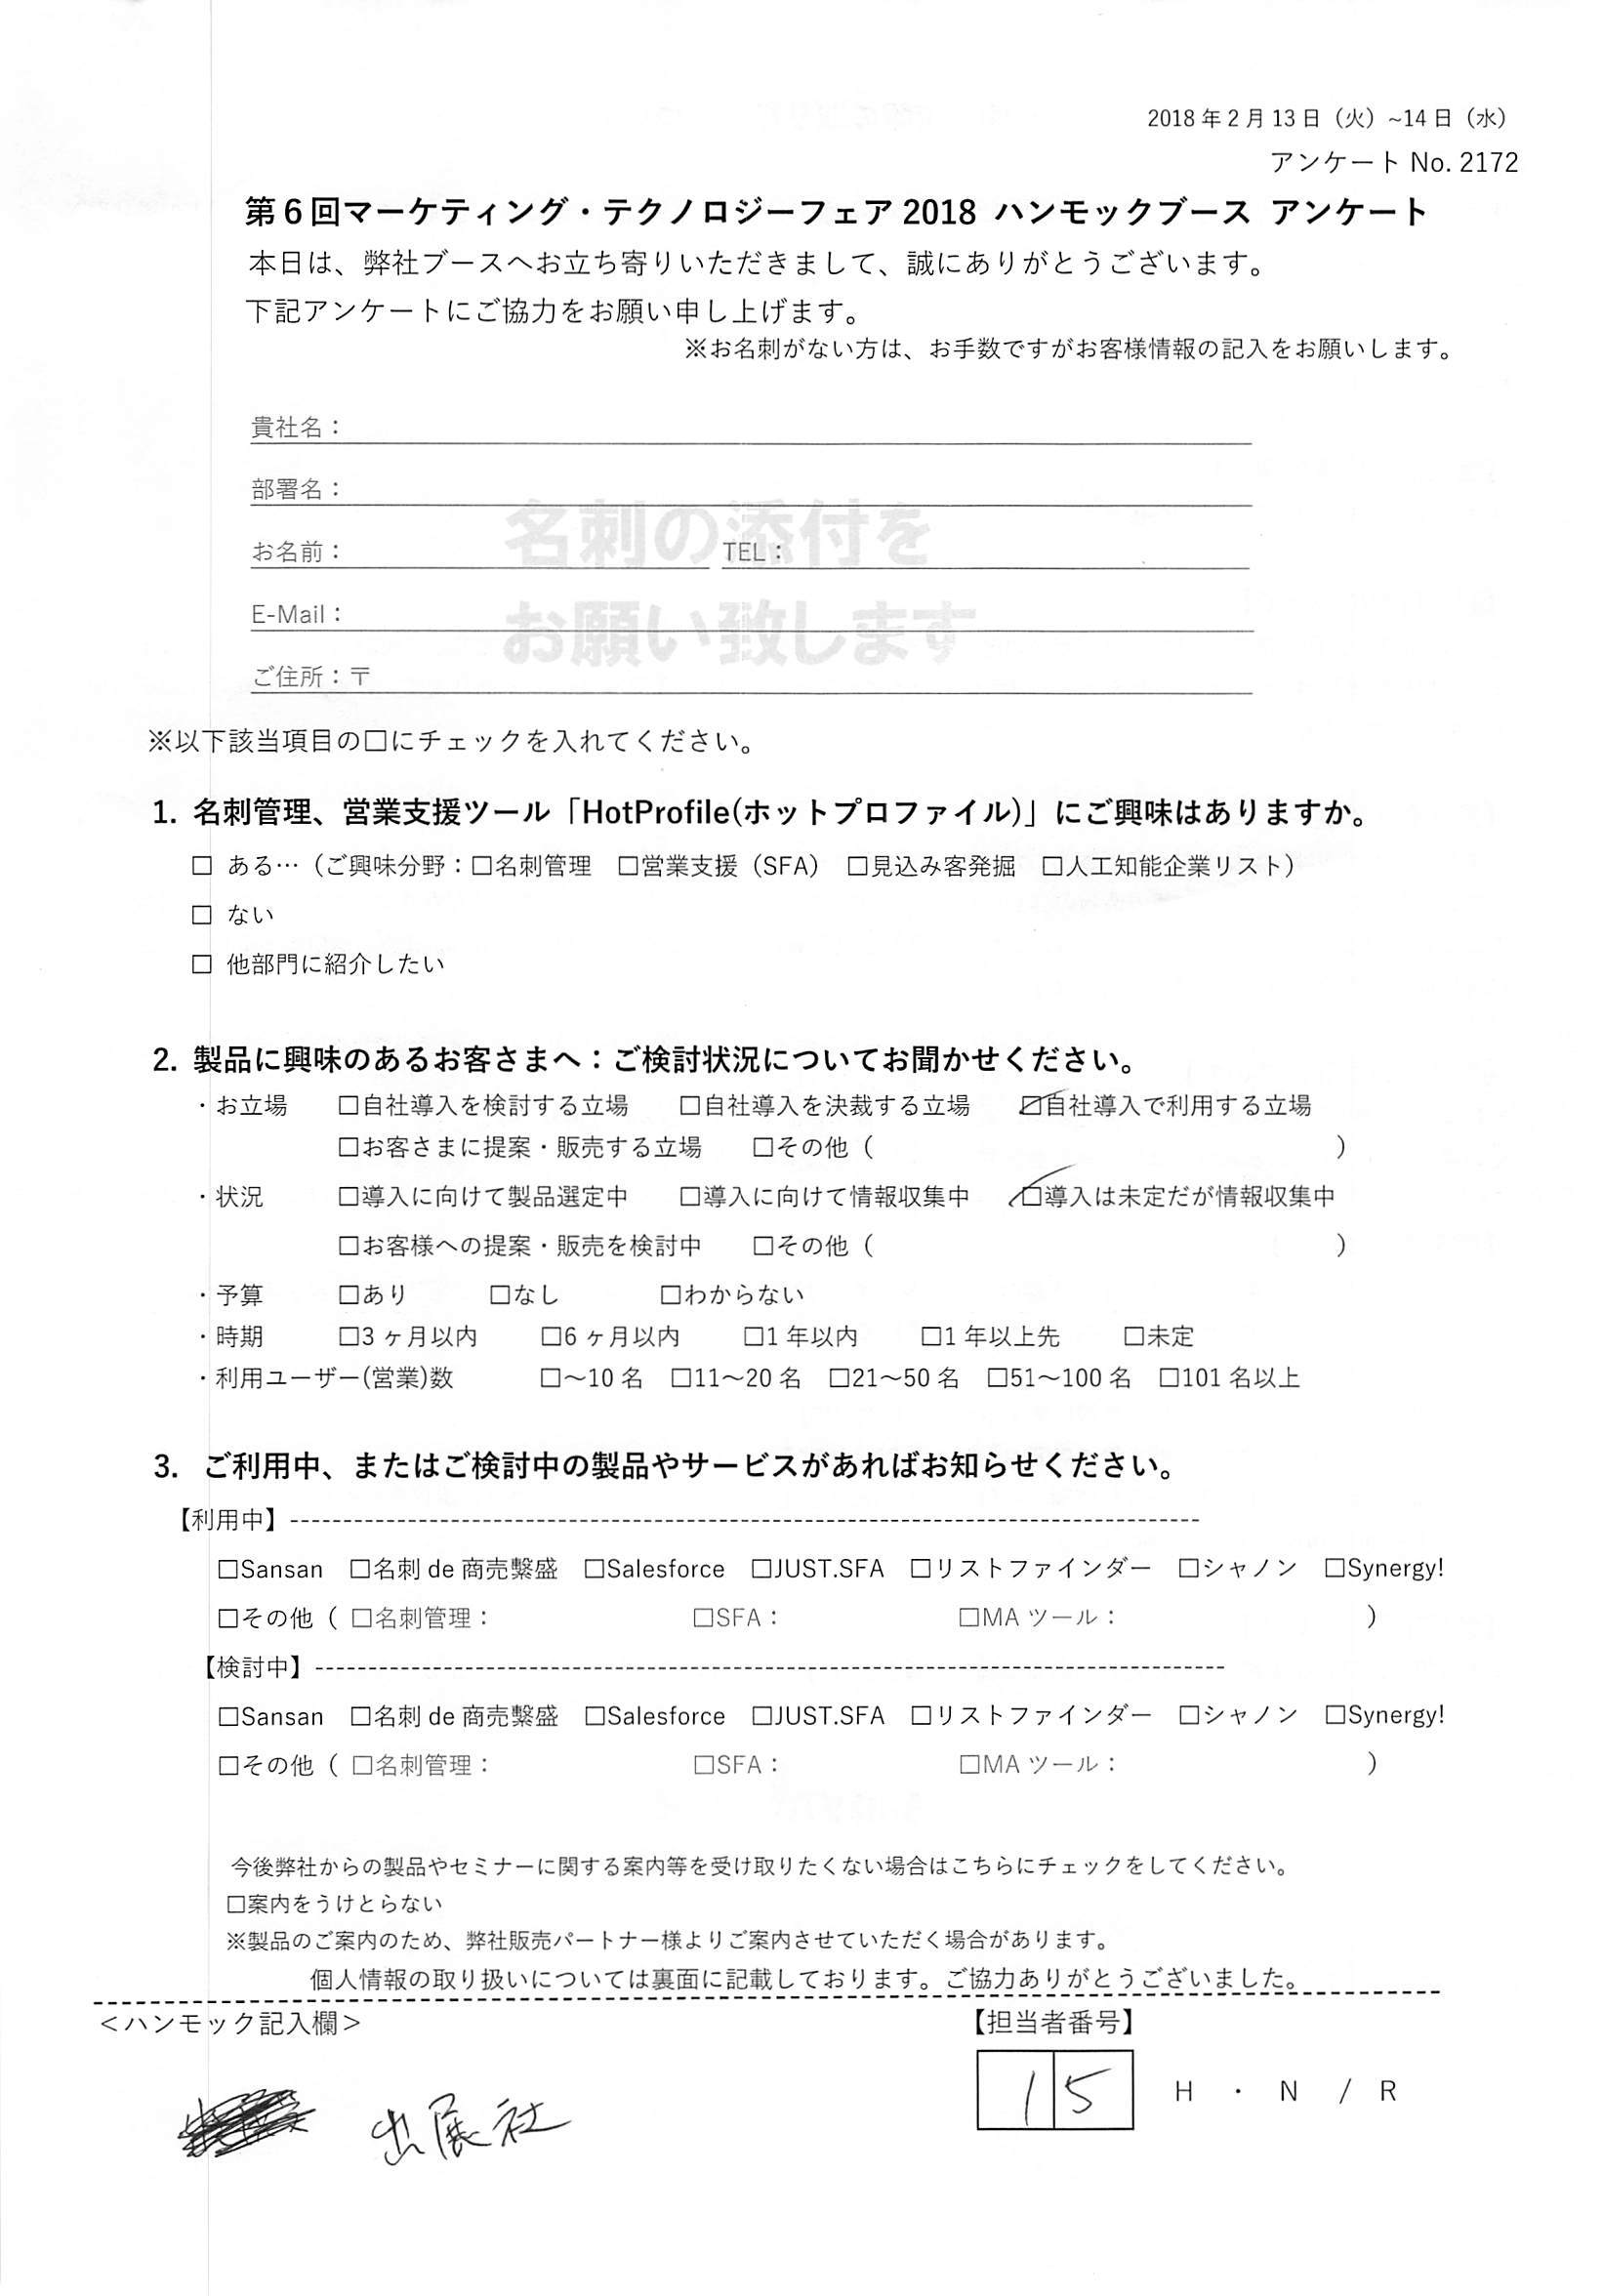 2018年2月13日（火）~14日（水）
アンケート No. 2172
第6回マーケティング・テクノロジーフェア 2018 ハンモックブース アンケート
本日は、弊社ブースへお立ち寄りいただきまして、誠にありがとうございます。
下記アンケートにご協力をお願い申し上げます。
※お名刺がない方は、お手数ですがお客様情報の記入をお願いします。
貴社名：
部署名：
名刺の添付を
お名前： TEL：
お願い致します
E-Mail：
ご住所：〒
※以下該当項目の□にチェックを入れてください。
1. 名刺管理、営業支援ツール「HotProfile(ホットプロファイル)」にご興味はありますか。
□ ある…（ご興味分野：□名刺管理 □営業支援（SFA） □見込み客発掘 □人工知能企業リスト）
□ ない
□ 他部門に紹介したい
2. 製品に興味のあるお客さまへ：ご検討状況についてお聞かせください。
・お立場 □自社導入を検討する立場 □自社導入を決裁する立場 ☑自社導入で利用する立場
□お客さまに提案・販売する立場 □その他（ ）
・状況 □導入に向けて製品選定中 □導入に向けて情報収集中 ☑導入は未定だが情報収集中
□お客様への提案・販売を検討中 □その他（ ）
・予算 □あり □なし □わからない
・時期 □3ヶ月以内 □6ヶ月以内 □1年以内 □1年以上先 □未定
・利用ユーザー(営業)数 □～10名 □11～20名 □21～50名 □51～100名 □101名以上
3. ご利用中、またはご検討中の製品やサービスがあればお知らせください。
【利用中】
□Sansan □名刺de商売繫盛 □Salesforce □JUST.SFA □リストファインダー □シャノン □Synergy!
□その他（ □名刺管理： □SFA： □MAツール： ）
【検討中】
□Sansan □名刺de商売繫盛 □Salesforce □JUST.SFA □リストファインダー □シャノン □Synergy!
□その他（ □名刺管理： □SFA： □MAツール： ）
今後弊社からの製品やセミナーに関する案内等を受け取りたくない場合はこちらにチェックをしてください。
□案内をうけとらない
※製品のご案内のため、弊社販売パートナー様よりご案内させていただく場合があります。
個人情報の取り扱いについては裏面に記載しております。ご協力ありがとうございました。
＜ハンモック記入欄＞ 【担当者番号】
15 H ・ N / R
出展社